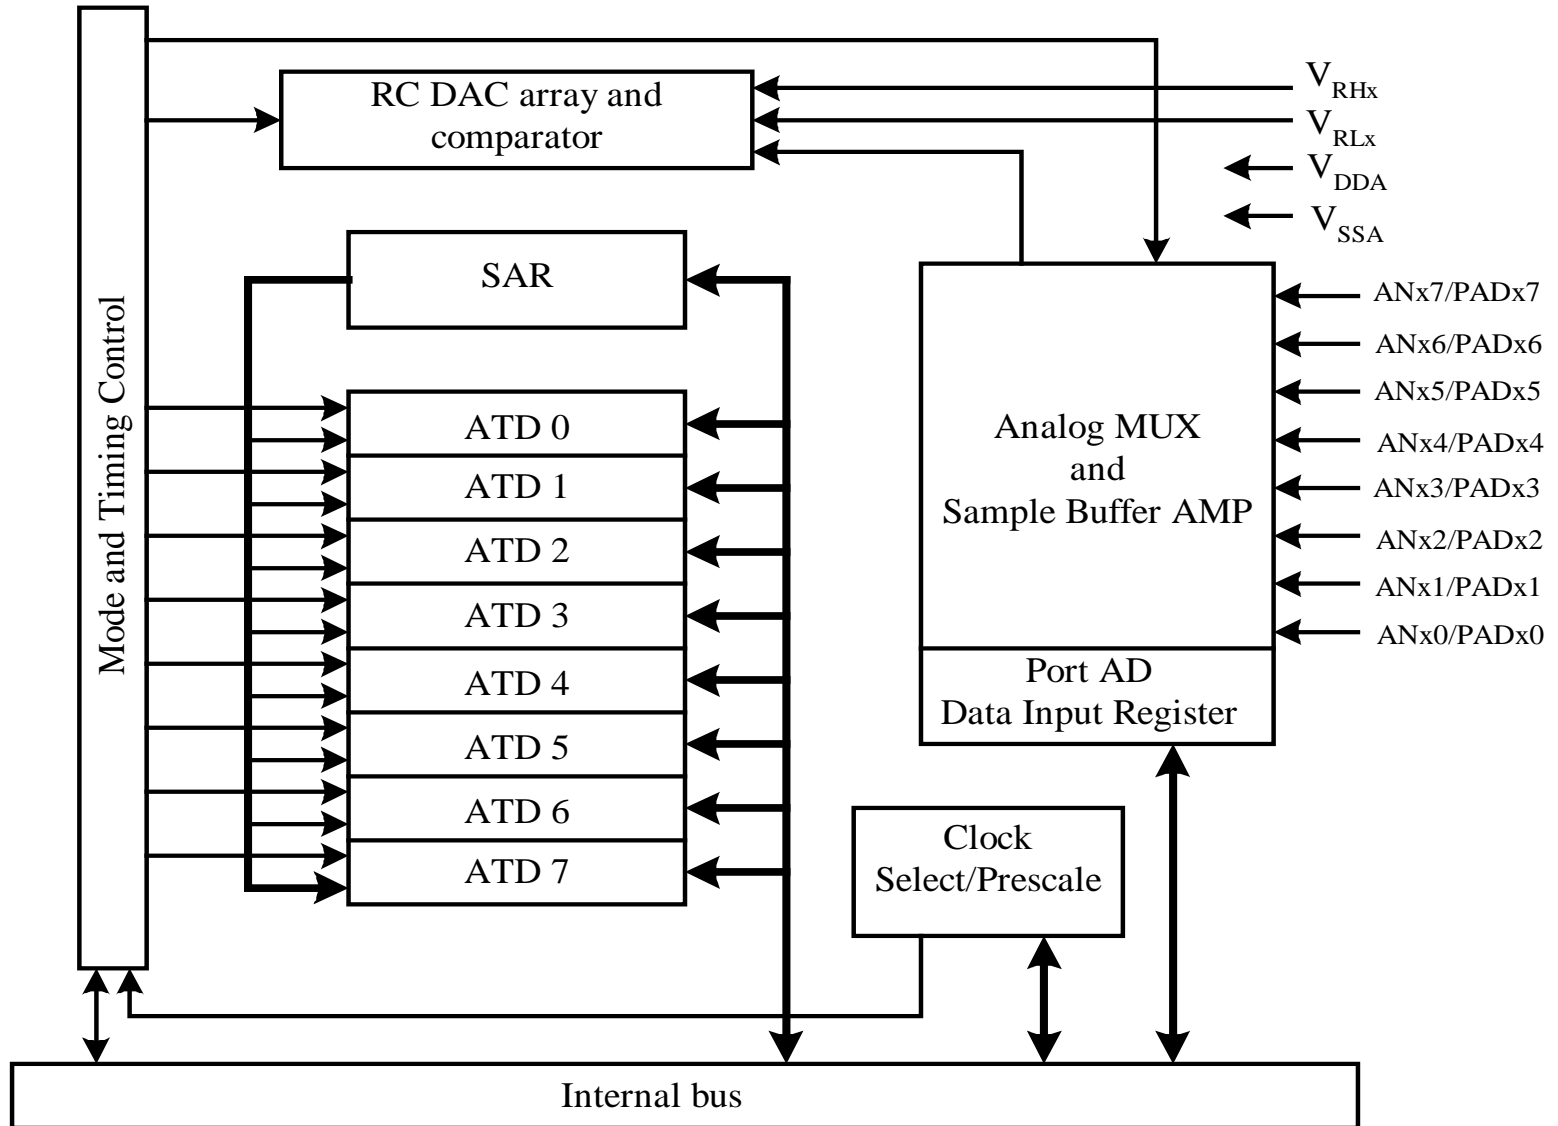 RC DAC array and
comparator
V_RHx
V_RLx
V_DDA
V_SSA
Mode and Timing Control
SAR
ATD 0
ATD 1
ATD 2
ATD 3
ATD 4
ATD 5
ATD 6
ATD 7
Analog MUX
and
Sample Buffer AMP
ANx7/PADx7
ANx6/PADx6
ANx5/PADx5
ANx4/PADx4
ANx3/PADx3
ANx2/PADx2
ANx1/PADx1
ANx0/PADx0
Port AD
Data Input Register
Clock
Select/Prescale
Internal bus